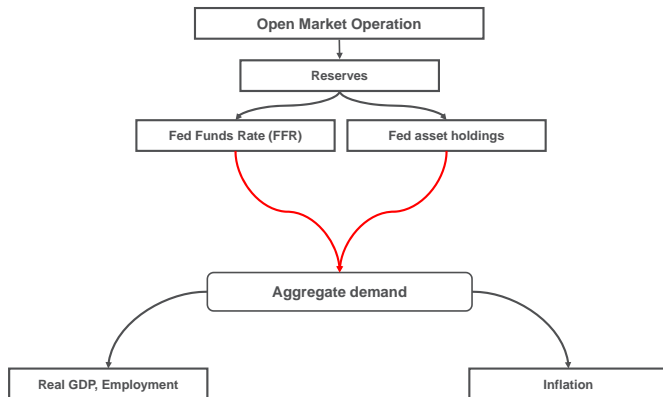 Open Market Operation
Reserves
Fed Funds Rate (FFR)
Fed asset holdings
Aggregate demand
Real GDP, Employment
Inflation